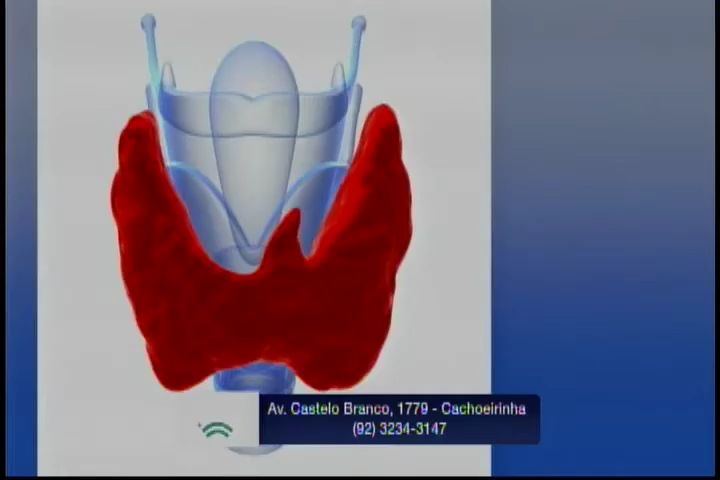 Av. Castelo Branco, 1779 - Cachoeirinha
(92) 3234-3147